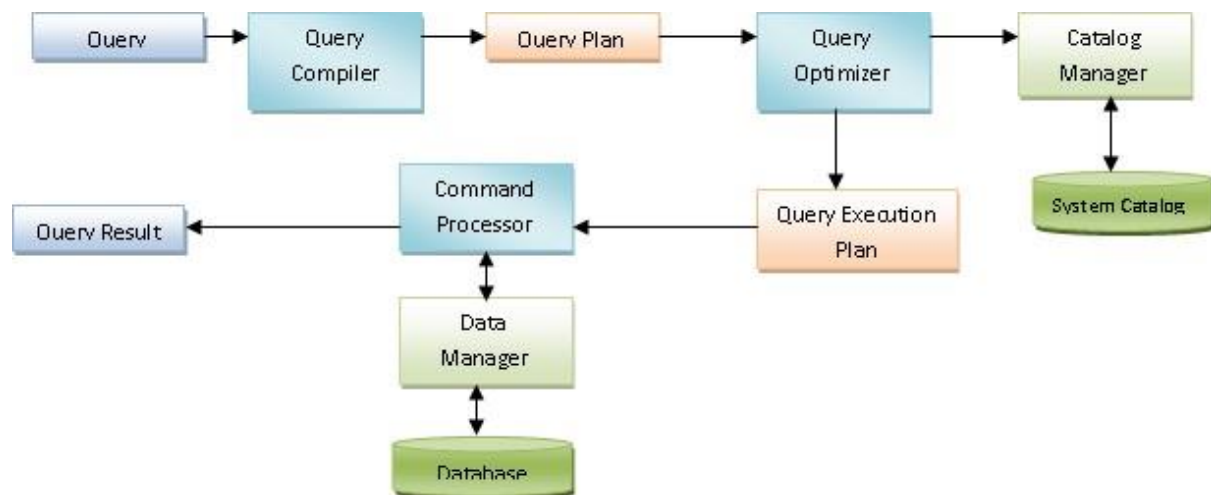 Query
Query
Compiler
Query Plan
Query
Optimizer
Catalog
Manager
Command
Processor
Query Execution
Plan
System Catalog
Query Result
Data
Manager
Database